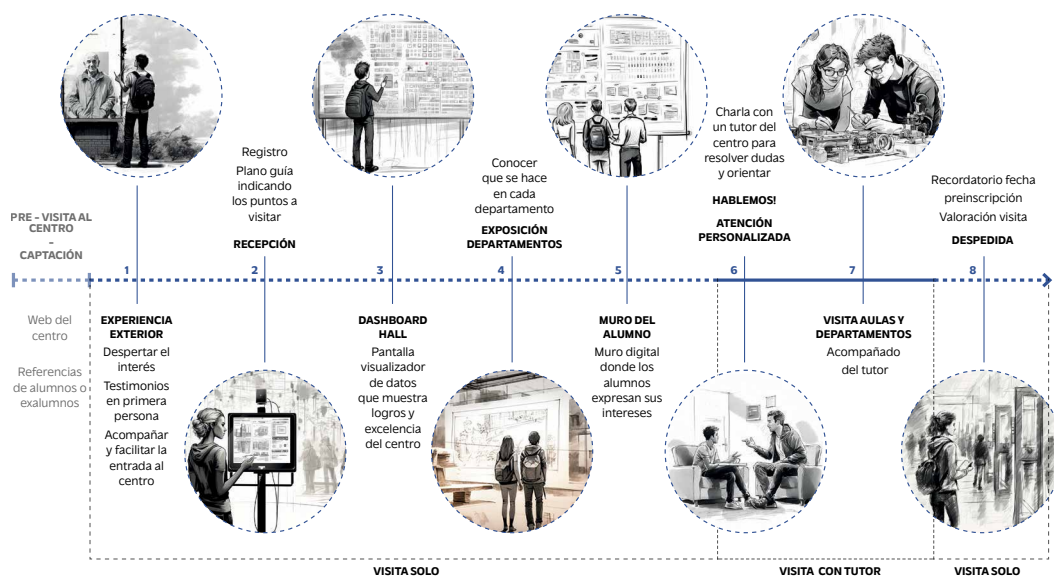 PRE – VISITA AL
CENTRO
–
CAPTACIÓN
Web del
centro
Referencias
de alumnos o
exalumnos
1
EXPERIENCIA
EXTERIOR
Despertar el
interés
Testimonios
en primera
persona
Acompañar
y facilitar la
entrada al
centro
Registro
Plano guía
indicando
los puntos a
visitar
RECEPCIÓN
2
3
DASHBOARD
HALL
Pantalla
visualizador
de datos
que muestra
logros y
excelencia
del centro
Conocer
que se hace
en cada
departamento
EXPOSICIÓN
DEPARTAMENTOS
4
5
MURO DEL
ALUMNO
Muro digital
donde los
alumnos
expresan sus
intereses
Charla con
un tutor del
centro para
resolver dudas
y orientar
HABLEMOS!
ATENCIÓN
PERSONALIZADA
6
7
VISITA AULAS Y
DEPARTAMENTOS
Acompañado
del tutor
Recordatorio fecha
preinscripción
Valoración visita
DESPEDIDA
8
VISITA SOLO
VISITA CON TUTOR
VISITA SOLO